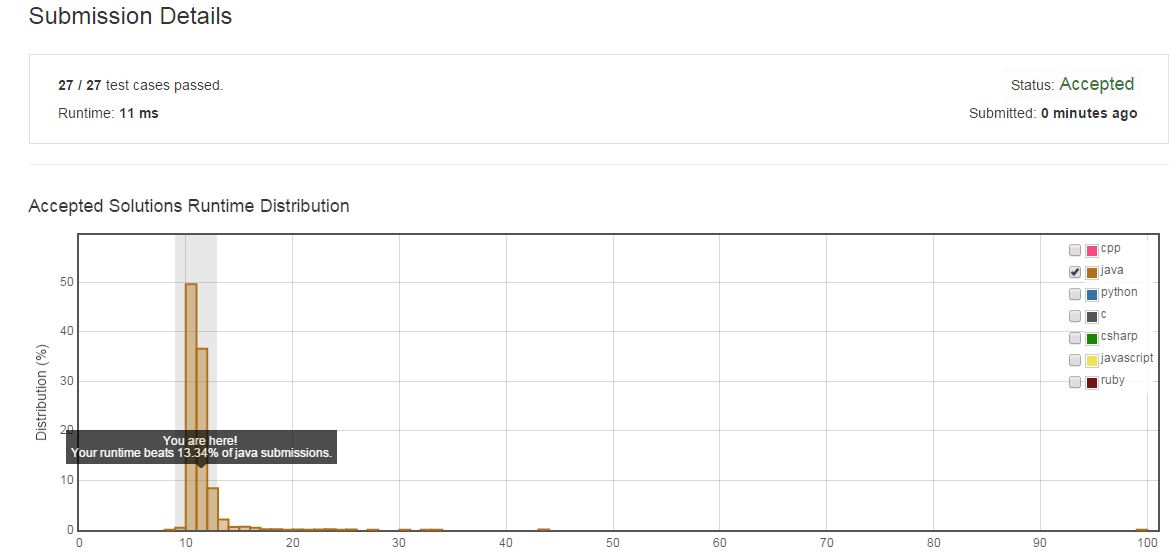 Submission Details
27 / 27 test cases passed.
Status: Accepted
Runtime: 11 ms
Submitted: 0 minutes ago
Accepted Solutions Runtime Distribution
cpp
java
python
c
csharp
javascript
ruby
Distribution (%)
50
40
30
20
10
0
You are here!
Your runtime beats 13.34% of java submissions.
0 10 20 30 40 50 60 70 80 90 100